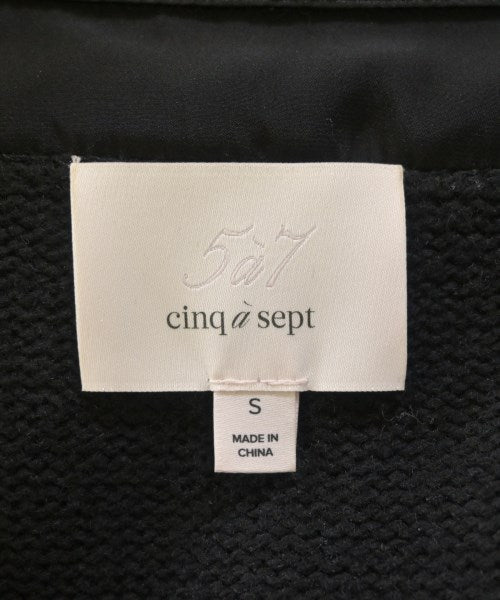 5à7
cinq à sept
S
MADE IN
CHINA